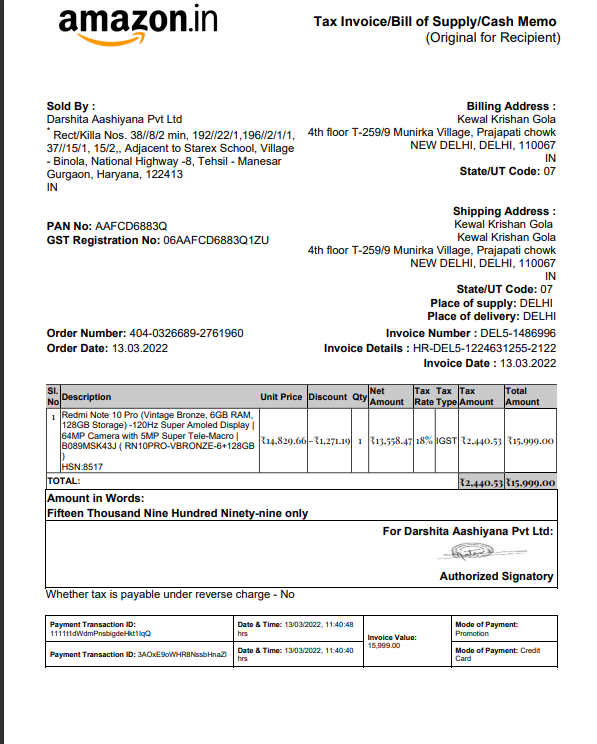 amazon.in
Tax Invoice/Bill of Supply/Cash Memo
(Original for Recipient)
Sold By :
Darshita Aashiyana Pvt Ltd
* Rect/Killa Nos. 38//8/2 min, 192//22/1,196//2/1/1,
37//15/1, 15/2,, Adjacent to Starex School, Village
- Binola, National Highway -8, Tehsil - Manesar
Gurgaon, Haryana, 122413
IN
Billing Address :
Kewal Krishan Gola
4th floor T-259/9 Munirka Village, Prajapati chowk
NEW DELHI, DELHI, 110067
IN
State/UT Code: 07
PAN No: AAFCD6883Q
GST Registration No: 06AAFCD6883Q1ZU
Shipping Address :
Kewal Krishan Gola
Kewal Krishan Gola
4th floor T-259/9 Munirka Village, Prajapati chowk
NEW DELHI, DELHI, 110067
IN
State/UT Code: 07
Place of supply: DELHI
Place of delivery: DELHI
Order Number: 404-0326689-2761960
Order Date: 13.03.2022
Invoice Number : DEL5-1486996
Invoice Details : HR-DEL5-1224631255-2122
Invoice Date : 13.03.2022
Sl. No Description Unit Price Discount Qty Net Amount Tax Rate Tax Type Tax Amount Total Amount
1 Redmi Note 10 Pro (Vintage Bronze, 6GB RAM,
128GB Storage) -120Hz Super Amoled Display |
64MP Camera with 5MP Super Tele-Macro |
B089MSK43J ( RN10PRO-VBRONZE-6+128GB
)
HSN:8517
₹14,829.66 -₹1,271.19 1 ₹13,558.47 18% IGST ₹2,440.53 ₹15,999.00
TOTAL: ₹2,440.53 ₹15,999.00
Amount in Words:
Fifteen Thousand Nine Hundred Ninety-nine only
For Darshita Aashiyana Pvt Ltd:
Authorized Signatory
Whether tax is payable under reverse charge - No
Payment Transaction ID:
1111t1dWdmPnsbigdeHkt1IqQ
Date & Time: 13/03/2022, 11:40:48
hrs
Invoice Value:
15,999.00
Mode of Payment:
Promotion
Payment Transaction ID: 3AOxE9oWHR8NssbHnaZl
Date & Time: 13/03/2022, 11:40:40
hrs
Mode of Payment: Credit
Card